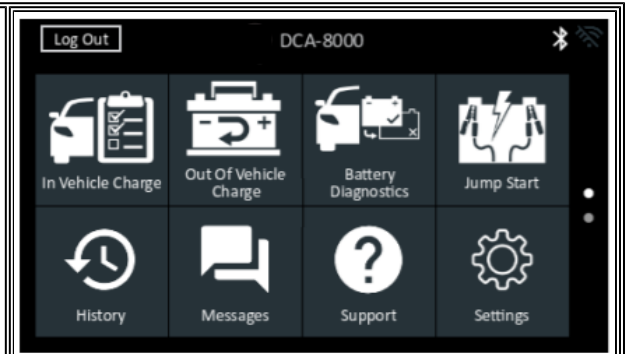 Log Out
DCA-8000
In Vehicle Charge
Out Of Vehicle
Charge
Battery
Diagnostics
Jump Start
History
Messages
Support
Settings